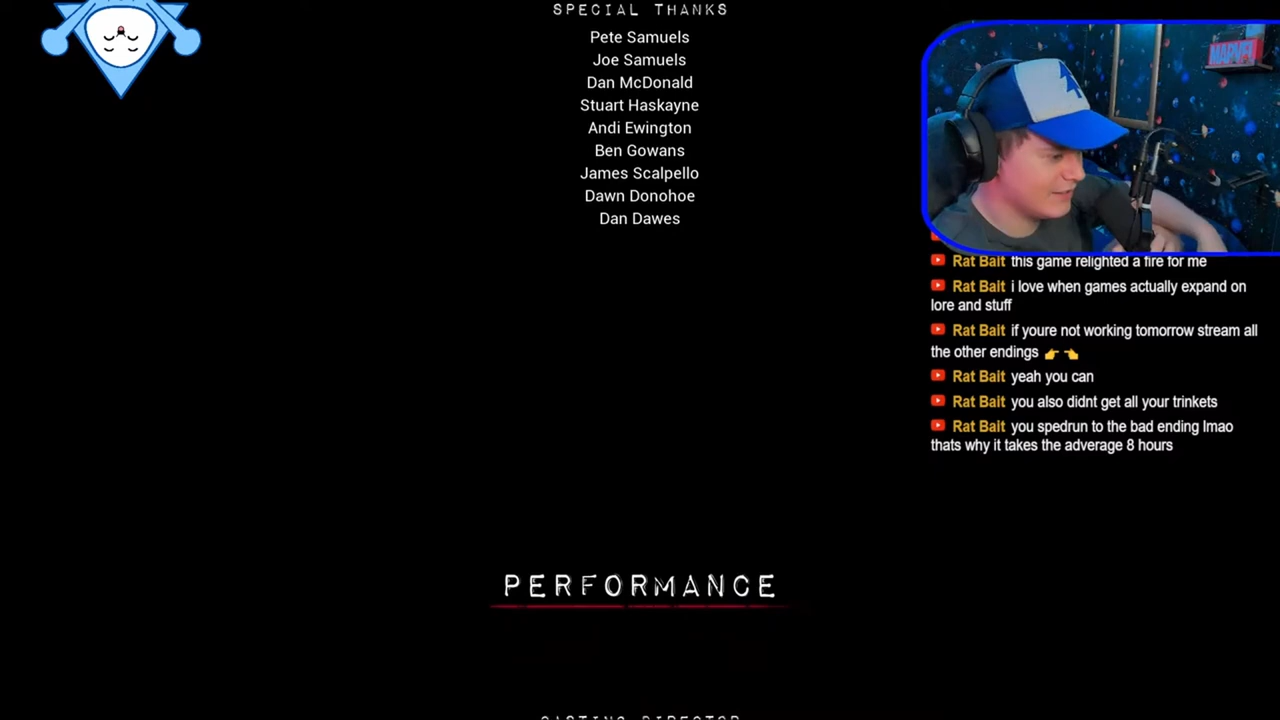 SPECIAL THANKS
Pete Samuels
Joe Samuels
Dan McDonald
Stuart Haskayne
Andi Ewington
Ben Gowans
James Scalpello
Dawn Donohoe
Dan Dawes
PERFORMANCE
CASTING DIRECTOR
MARVEL
Rat Bait this game relighted a fire for me
Rat Bait i love when games actually expand on
lore and stuff
Rat Bait if youre not working tomorrow stream all
the other endings 👉 👈
Rat Bait yeah you can
Rat Bait you also didnt get all your trinkets
Rat Bait you spedrun to the bad ending lmao
thats why it takes the adverage 8 hours